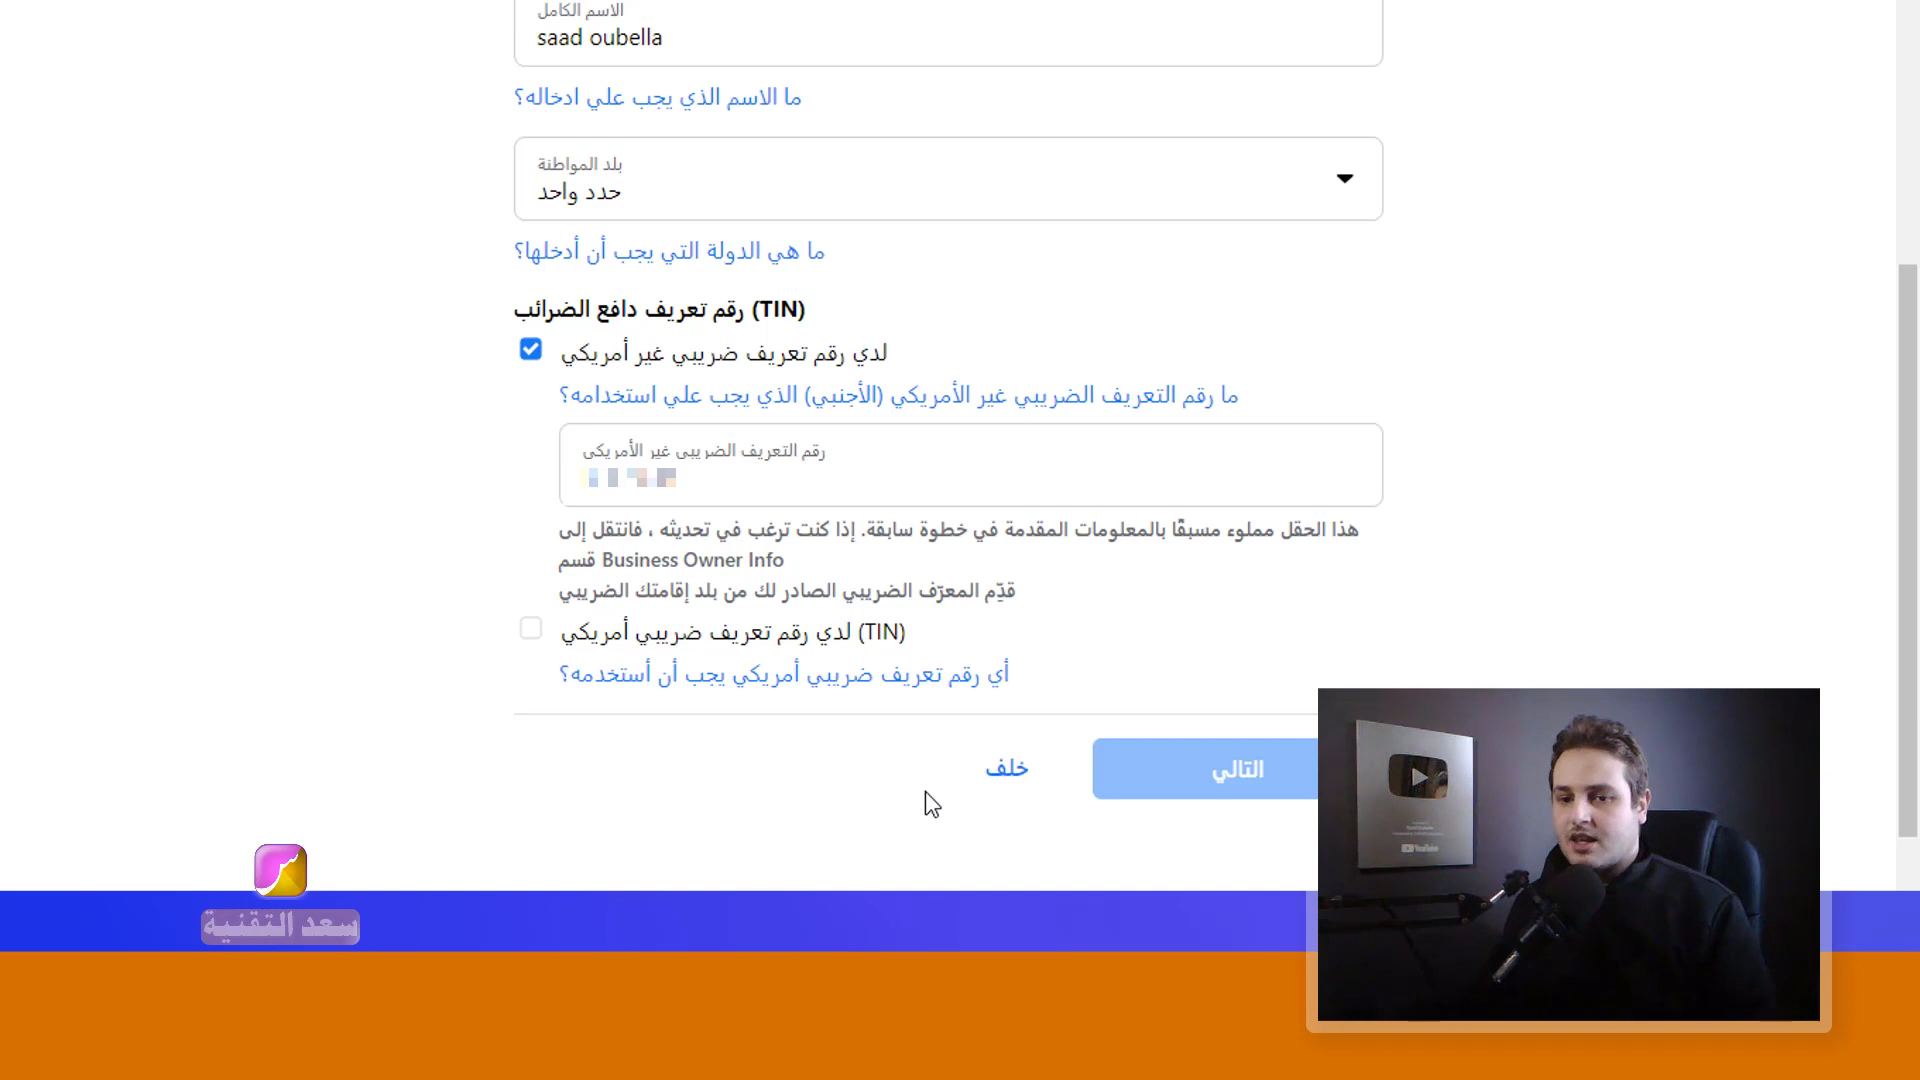 الاسم الكامل
saad oubella
ما الاسم الذي يجب علي ادخاله؟
بلد المواطنة
حدد واحد
ما هي الدولة التي يجب أن أدخلها؟
رقم تعريف دافع الضرائب (TIN)
لدي رقم تعريف ضريبي غير أمريكي
ما رقم التعريف الضريبي غير الأمريكي (الأجنبي) الذي يجب علي استخدامه؟
رقم التعريف الضريبي غير الأمريكي
هذا الحقل مملوء مسبقًا بالمعلومات المقدمة في خطوة سابقة. إذا كنت ترغب في تحديثه ، فانتقل إلى
قسم Business Owner Info
قدّم المعرّف الضريبي الصادر لك من بلد إقامتك الضريبي
لدي رقم تعريف ضريبي أمريكي (TIN)
أي رقم تعريف ضريبي أمريكي يجب أن أستخدمه؟
خلف
التالي
YouTube
سعد التقنية